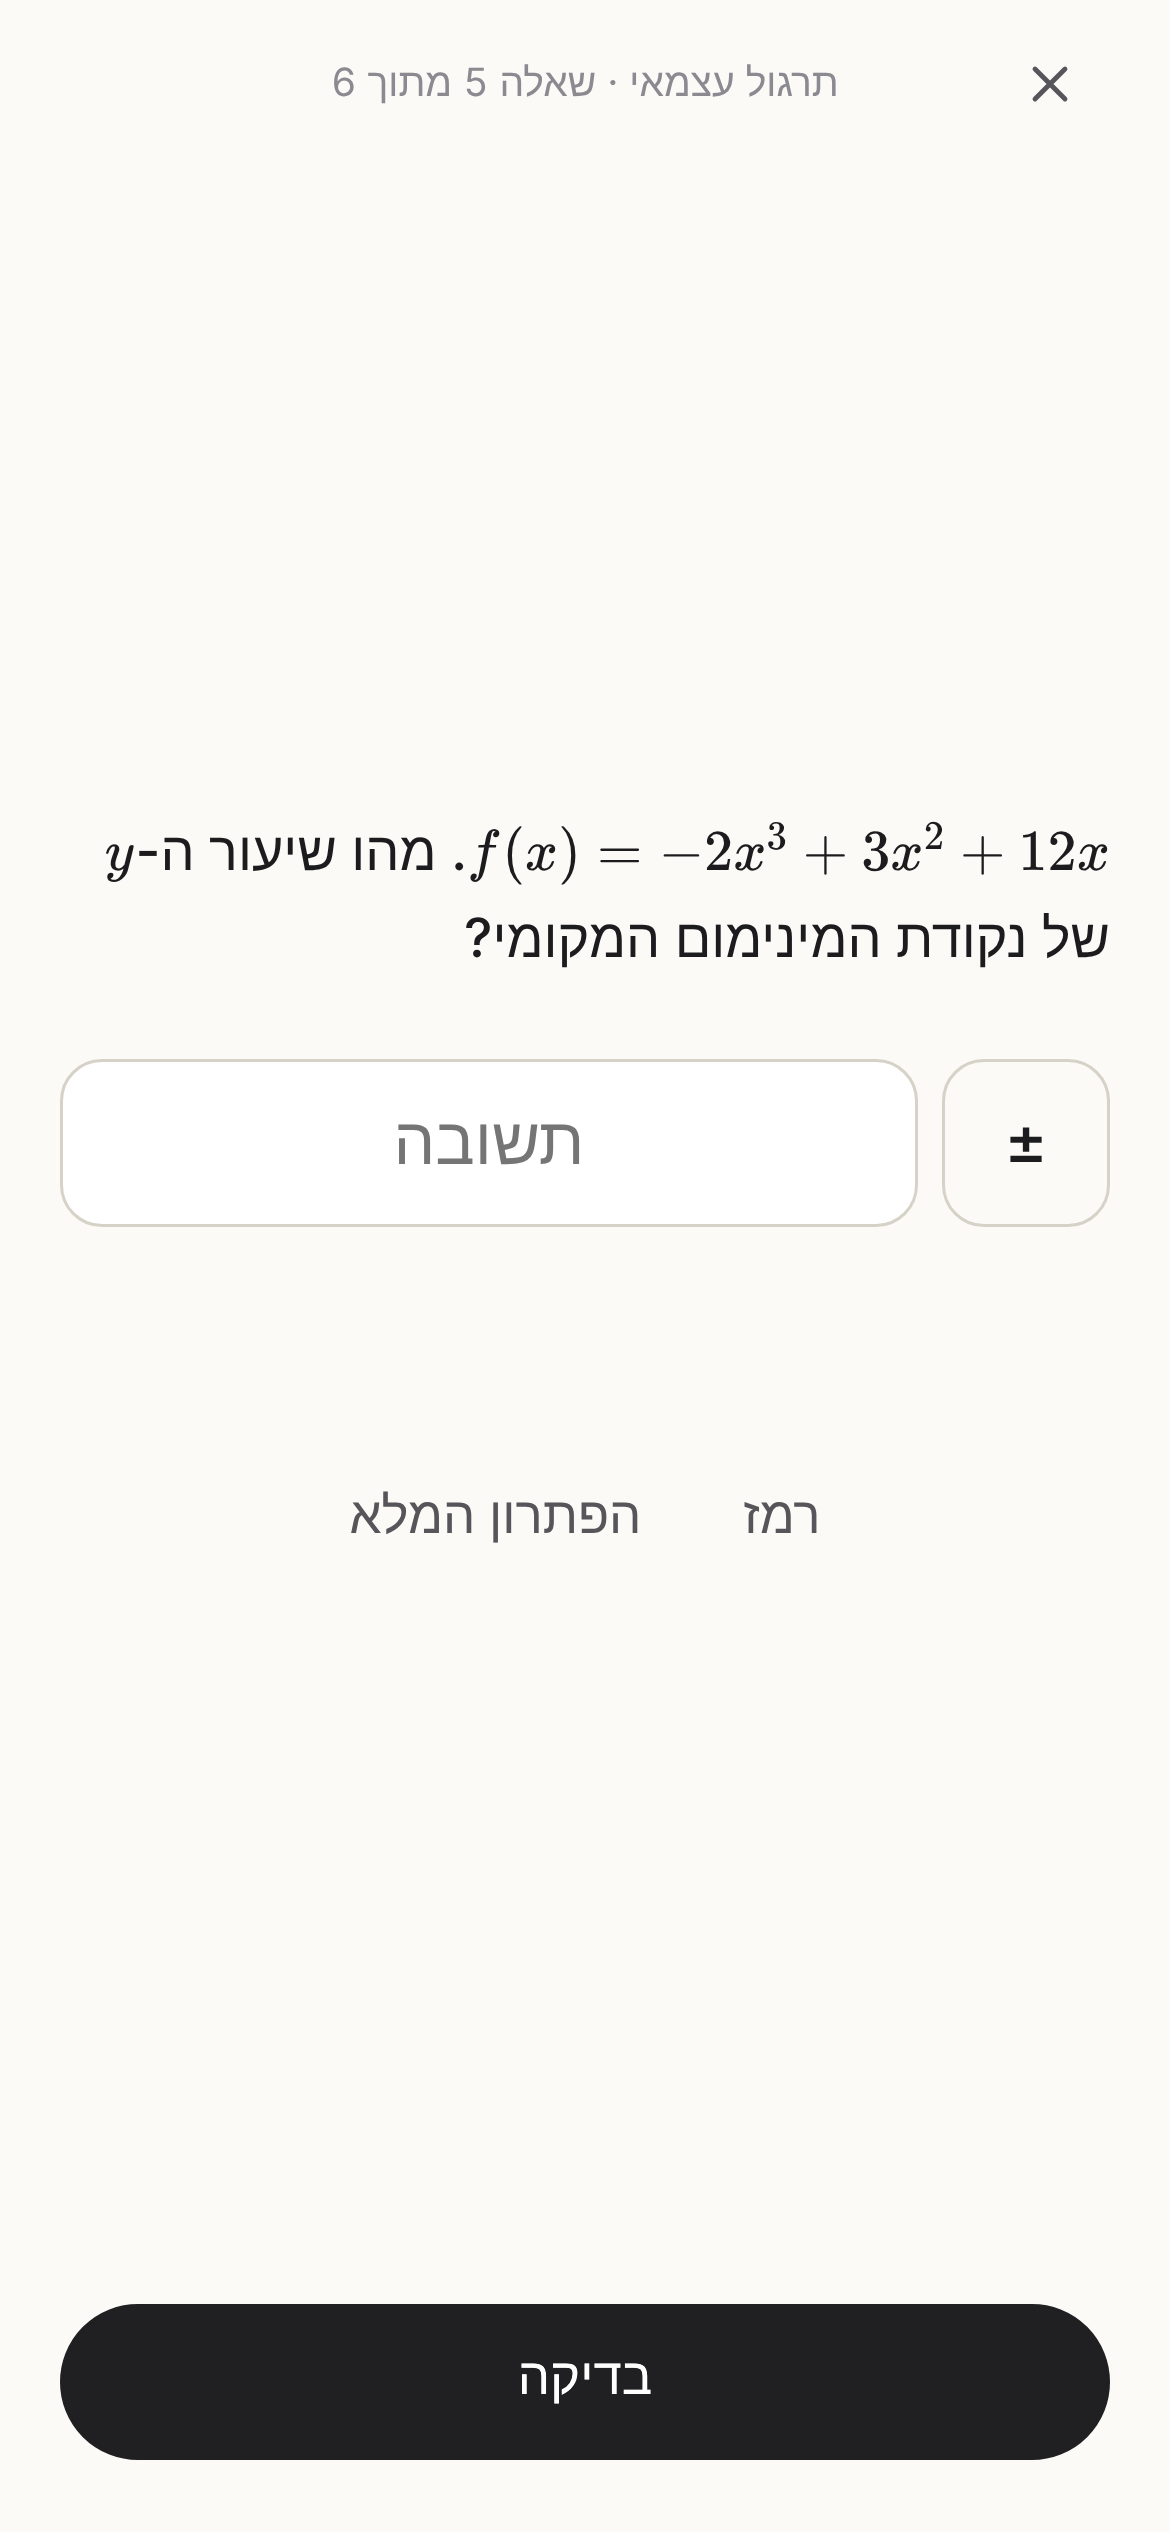 תרגול עצמאי · שאלה 5 מתוך 6
f(x) = −2x³ + 3x² + 12x. מהו שיעור ה-y
של נקודת המינימום המקומי?
±
תשובה
רמז
הפתרון המלא
בדיקה